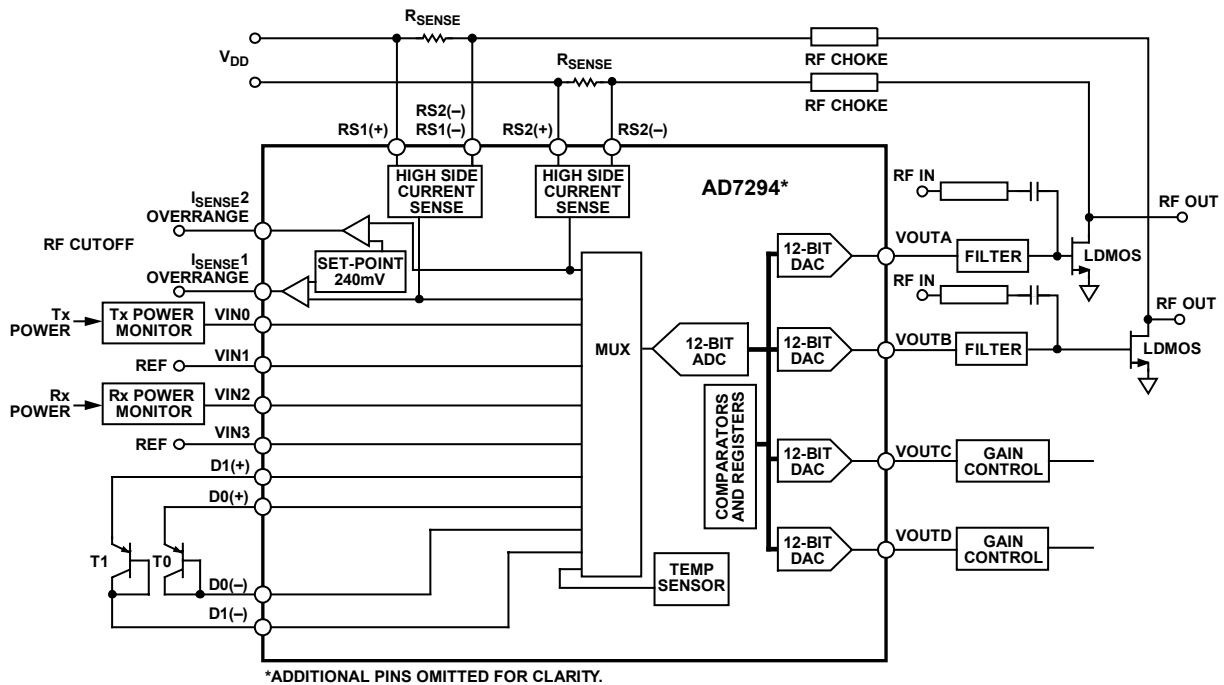 RSENSE
VDD
RF CHOKE
RSENSE
RF CHOKE
RS2(–)
RS1(+)
RS1(–)
RS2(+)
RS2(–)
HIGH SIDE
CURRENT
SENSE
HIGH SIDE
CURRENT
SENSE
AD7294*
RF IN
RF OUT
ISENSE2
OVERRANGE
RF CUTOFF
ISENSE1
OVERRANGE
SET-POINT
240mV
12-BIT
DAC
VOUTA
FILTER
LDMOS
RF IN
RF OUT
Tx
POWER
Tx POWER
MONITOR
VIN0
MUX
12-BIT
ADC
12-BIT
DAC
VOUTB
FILTER
LDMOS
REF
VIN1
Rx
POWER
Rx POWER
MONITOR
VIN2
REF
VIN3
COMPARATORS
AND REGISTERS
12-BIT
DAC
VOUTC
GAIN
CONTROL
D1(+)
D0(+)
T1
T0
D0(–)
D1(–)
TEMP
SENSOR
12-BIT
DAC
VOUTD
GAIN
CONTROL
*ADDITIONAL PINS OMITTED FOR CLARITY.